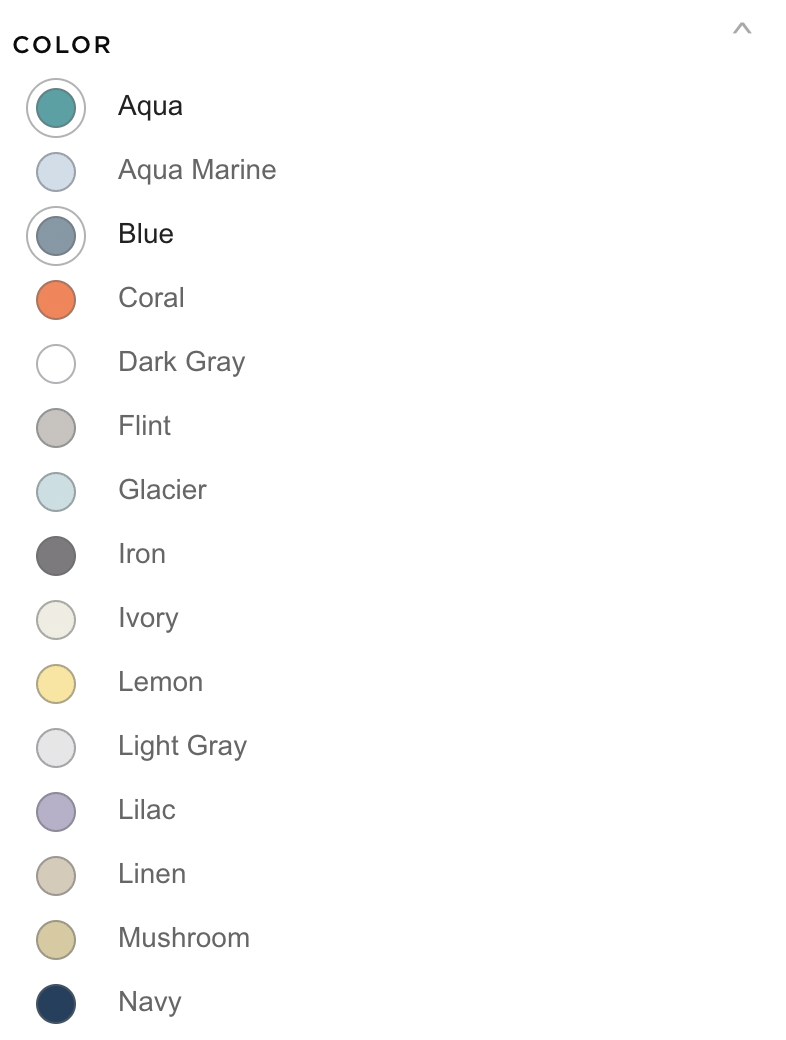 COLOR
Aqua
Aqua Marine
Blue
Coral
Dark Gray
Flint
Glacier
Iron
Ivory
Lemon
Light Gray
Lilac
Linen
Mushroom
Navy